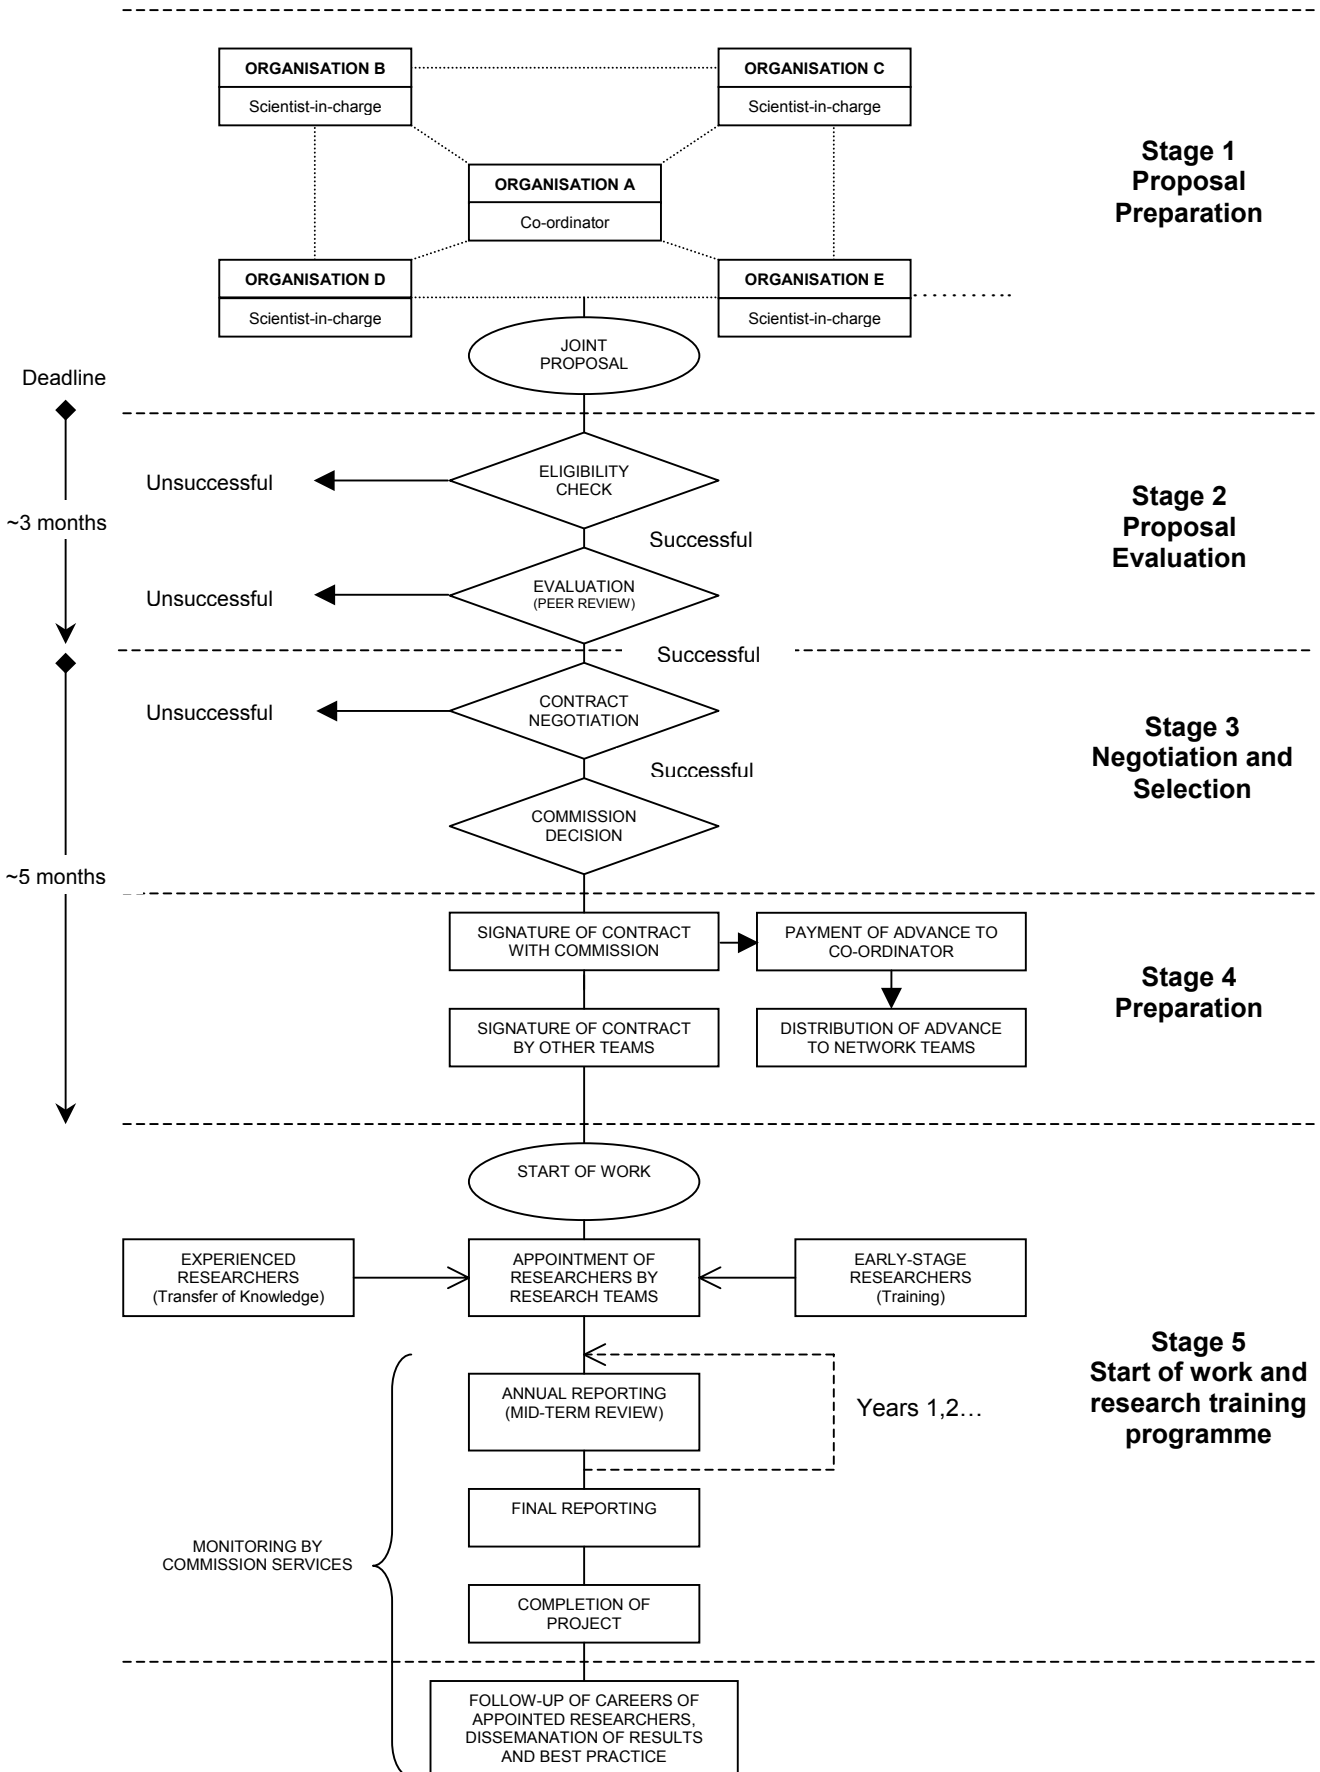 ORGANISATION B
Scientist-in-charge
ORGANISATION C
Scientist-in-charge
ORGANISATION A
Co-ordinator
ORGANISATION D
Scientist-in-charge
ORGANISATION E
Scientist-in-charge
Stage 1
Proposal
Preparation
JOINT
PROPOSAL
Deadline
~3 months
ELIGIBILITY
CHECK
Unsuccessful
Successful
EVALUATION
(PEER REVIEW)
Unsuccessful
Successful
Stage 2
Proposal
Evaluation
CONTRACT
NEGOTIATION
Unsuccessful
Successful
COMMISSION
DECISION
Stage 3
Negotiation and
Selection
~5 months
SIGNATURE OF CONTRACT
WITH COMMISSION
PAYMENT OF ADVANCE TO
CO-ORDINATOR
SIGNATURE OF CONTRACT
BY OTHER TEAMS
DISTRIBUTION OF ADVANCE
TO NETWORK TEAMS
Stage 4
Preparation
START OF WORK
EXPERIENCED
RESEARCHERS
(Transfer of Knowledge)
APPOINTMENT OF
RESEARCHERS BY
RESEARCH TEAMS
EARLY-STAGE
RESEARCHERS
(Training)
ANNUAL REPORTING
(MID-TERM REVIEW)
Years 1,2…
Stage 5
Start of work and
research training
programme
FINAL REPORTING
MONITORING BY
COMMISSION SERVICES
COMPLETION OF
PROJECT
FOLLOW-UP OF CAREERS OF
APPOINTED RESEARCHERS,
DISSEMANATION OF RESULTS
AND BEST PRACTICE